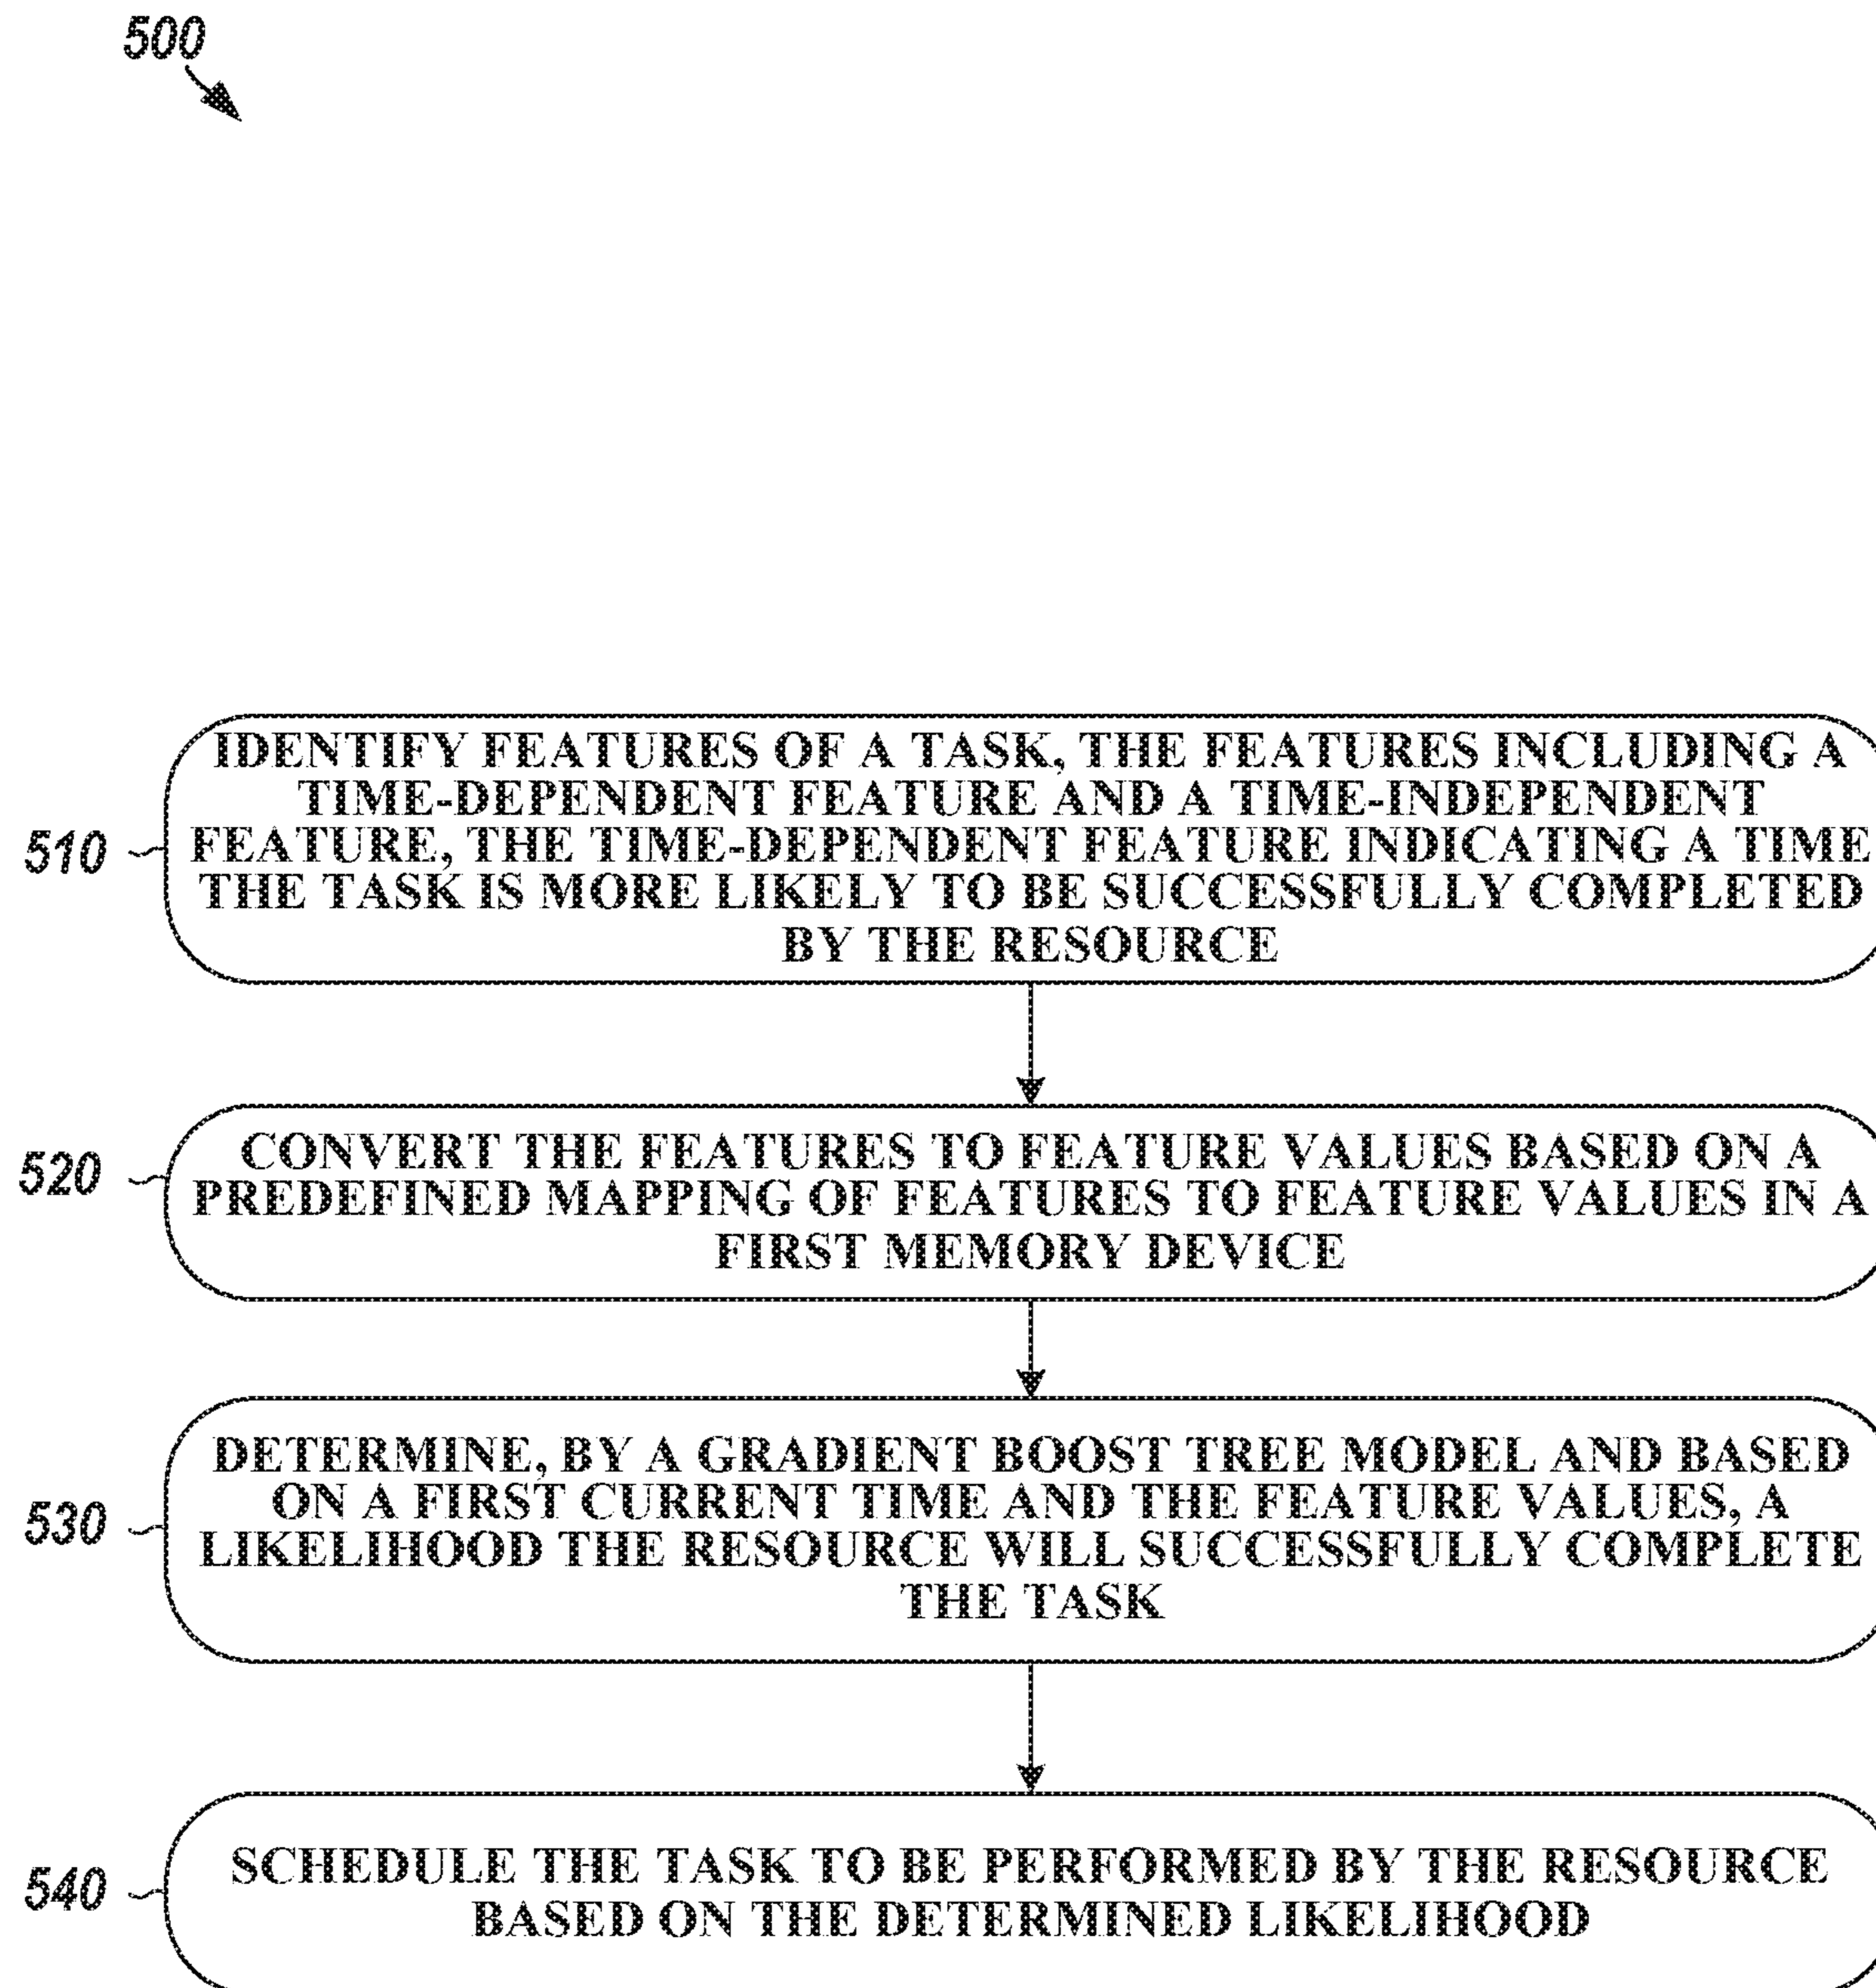 500
IDENTIFY FEATURES OF A TASK, THE FEATURES INCLUDING A
TIME-DEPENDENT FEATURE AND A TIME-INDEPENDENT
510
FEATURE, THE TIME-DEPENDENT FEATURE INDICATING A TIME
THE TASK IS MORE LIKELY TO BE SUCCESSFULLY COMPLETED
BY THE RESOURCE
520
CONVERT THE FEATURES TO FEATURE VALUES BASED ON A
PREDEFINED MAPPING OF FEATURES TO FEATURE VALUES IN A
FIRST MEMORY DEVICE
530
DETERMINE, BY A GRADIENT BOOST TREE MODEL AND BASED
ON A FIRST CURRENT TIME AND THE FEATURE VALUES, A
LIKELIHOOD THE RESOURCE WILL SUCCESSFULLY COMPLETE
THE TASK
540
SCHEDULE THE TASK TO BE PERFORMED BY THE RESOURCE
BASED ON THE DETERMINED LIKELIHOOD